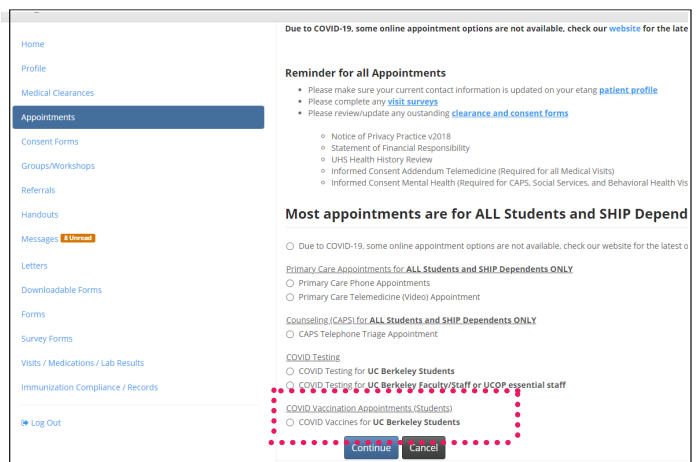 Due to COVID-19, some online appointment options are not available, check our website for the late
Home
Profile
Medical Clearances
Appointments
Consent Forms
Groups/Workshops
Referrals
Handouts
Messages 8 Unread
Letters
Downloadable Forms
Forms
Survey Forms
Visits / Medications / Lab Results
Immunization Compliance / Records
Log Out
Reminder for all Appointments
Please make sure your current contact information is updated on your etang patient profile
Please complete any visit surveys
Please review/update any oustanding clearance and consent forms
Notice of Privacy Practice v2018
Statement of Financial Responsibility
UHS Health History Review
Informed Consent Addendum Telemedicine (Required for all Medical Visits)
Informed Consent Mental Health (Required for CAPS, Social Services, and Behavioral Health Vis
Most appointments are for ALL Students and SHIP Depend
Due to COVID-19, some online appointment options are not available, check our website for the latest o
Primary Care Appointments for ALL Students and SHIP Dependents ONLY
Primary Care Phone Appointments
Primary Care Telemedicine (Video) Appointment
Counseling (CAPS) for ALL Students and SHIP Dependents ONLY
CAPS Telephone Triage Appointment
COVID Testing
COVID Testing for UC Berkeley Students
COVID Testing for UC Berkeley Faculty/Staff or UCOP essential staff
COVID Vaccination Appointments (Students)
COVID Vaccines for UC Berkeley Students
Continue Cancel